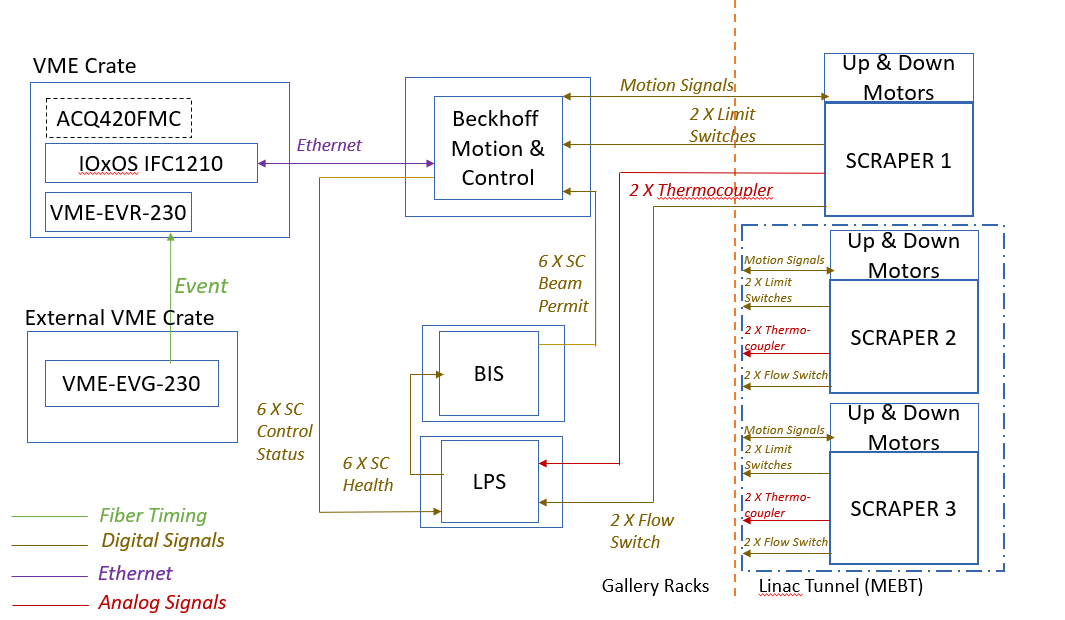 VME Crate
ACQ420FMC
IOxOS IFC1210
VME-EVR-230
Event
External VME Crate
VME-EVG-230
Ethernet
Beckhoff
Motion &
Control
Motion Signals
2 X Limit
Switches
2 X Thermocoupler
Up & Down
Motors
SCRAPER 1
6 X SC
Beam
Permit
BIS
6 X SC
Control
Status
6 X SC
Health
LPS
2 X Flow
Switch
Up & Down
Motors
Motion Signals
2 X Limit
Switches
2 X Thermo-
coupler
2 X Flow Switch
SCRAPER 2
Up & Down
Motors
Motion Signals
2 X Limit
Switches
2 X Thermo-
coupler
2 X Flow Switch
SCRAPER 3
Fiber Timing
Digital Signals
Ethernet
Analog Signals
Gallery Racks
Linac Tunnel (MEBT)